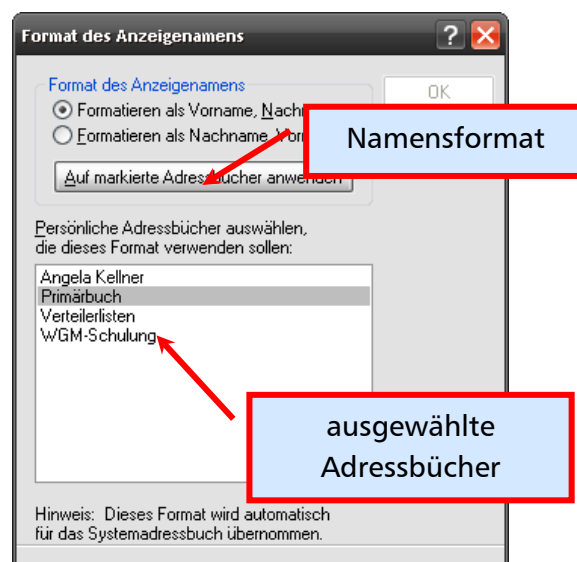 Format des Anzeigenamens
Format des Anzeigenamens
OK
Formatieren als Vorname,
Formatieren als Nachname,
Namensformat
Auf markierte Adressbücher anwenden
Persönliche Adressbücher auswählen,
die dieses Format verwenden sollen:
Angela Kellner
Primärbuch
Verteilerlisten
WGM-Schulung
ausgewählte
Adressbücher
Hinweis: Dieses Format wird automatisch
für das Systemadressbuch übernommen.